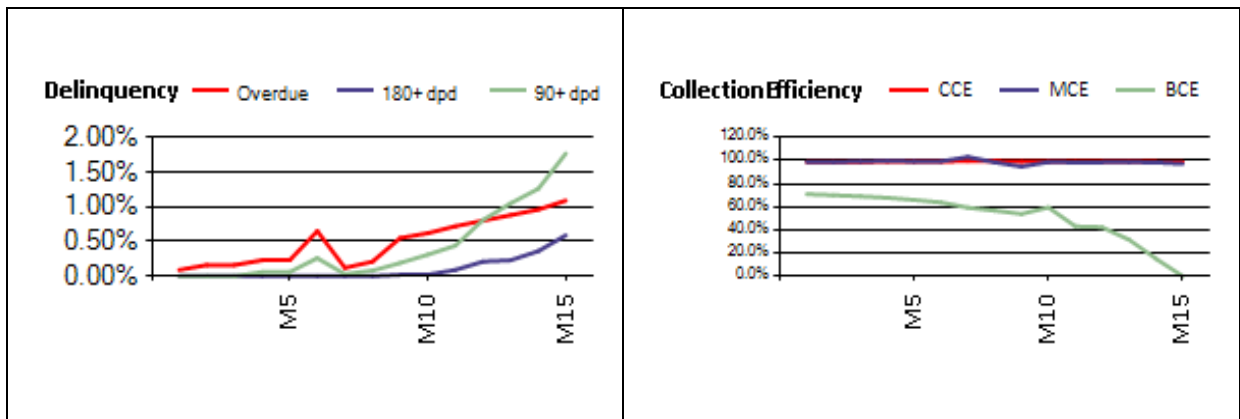 Delinquency Overdue 180+ dpd 90+ dpd
2.00%
1.50%
1.00%
0.50%
0.00%
M5
M10
M15
CollectionEfficiency CCE MCE BCE
120.0%
100.0%
80.0%
60.0%
40.0%
20.0%
0.0%
M5
M10
M15